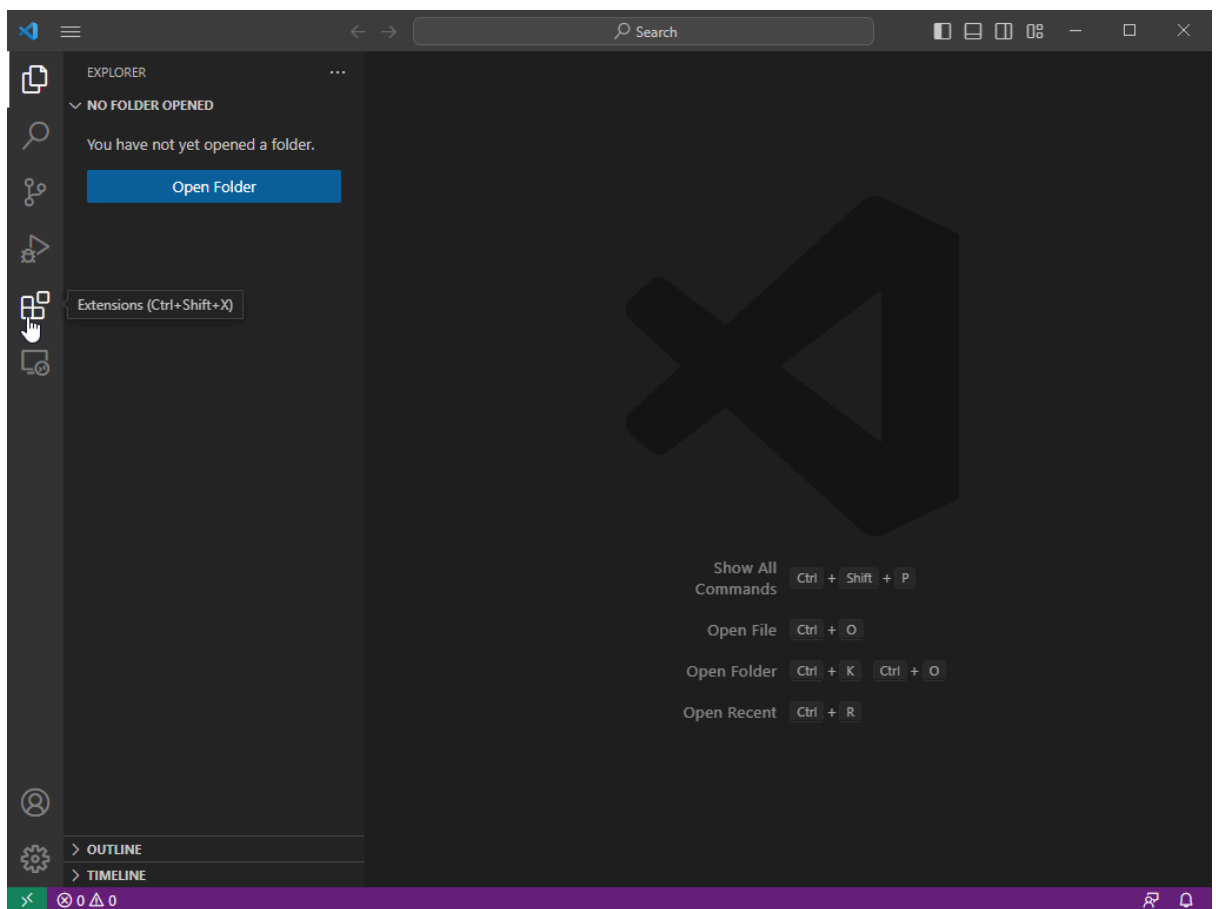 Search
EXPLORER
NO FOLDER OPENED
You have not yet opened a folder.
Open Folder
Extensions (Ctrl+Shift+X)
Show All
Commands
Ctrl + Shift + P
Open File Ctrl + O
Open Folder Ctrl + K Ctrl + O
Open Recent Ctrl + R
OUTLINE
TIMELINE
0 0